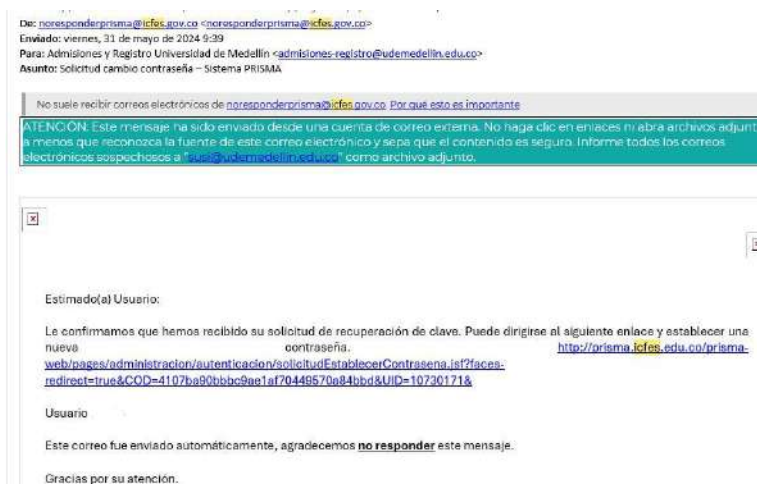 De: noresponderprisma@icfes.gov.co <noresponderprisma@icfes.gov.co>
Enviado: viernes, 31 de mayo de 2024 9:39
Para: Admisiones y Registro Universidad de Medellín <admisiones-registro@udemedellin.edu.co>
Asunto: Solicitud cambio contraseña – Sistema PRISMA
No suele recibir correos electrónicos de noresponderprisma@icfes.gov.co. Por qué esto es importante
ATENCIÓN: Este mensaje ha sido enviado desde una cuenta de correo externa. No haga clic en enlaces ni abra archivos adjunt
a menos que reconozca la fuente de este correo electrónico y sepa que el contenido es seguro. Informe todos los correos
electrónicos sospechosos a "susi@udemedellin.edu.co" como archivo adjunto.
Estimado(a) Usuario:
Le confirmamos que hemos recibido su solicitud de recuperación de clave. Puede dirigirse al siguiente enlace y establecer una
nueva contraseña. http://prisma.icfes.edu.co/prisma-
web/pages/administracion/autenticacion/solicitudEstablecerContrasena.jsf?faces-
redirect=true&COD=4107ba90bbbc9ae1af70449570a84bbd&UID=10730171&
Usuario
Este correo fue enviado automáticamente, agradecemos no responder este mensaje.
Gracias por su atención.